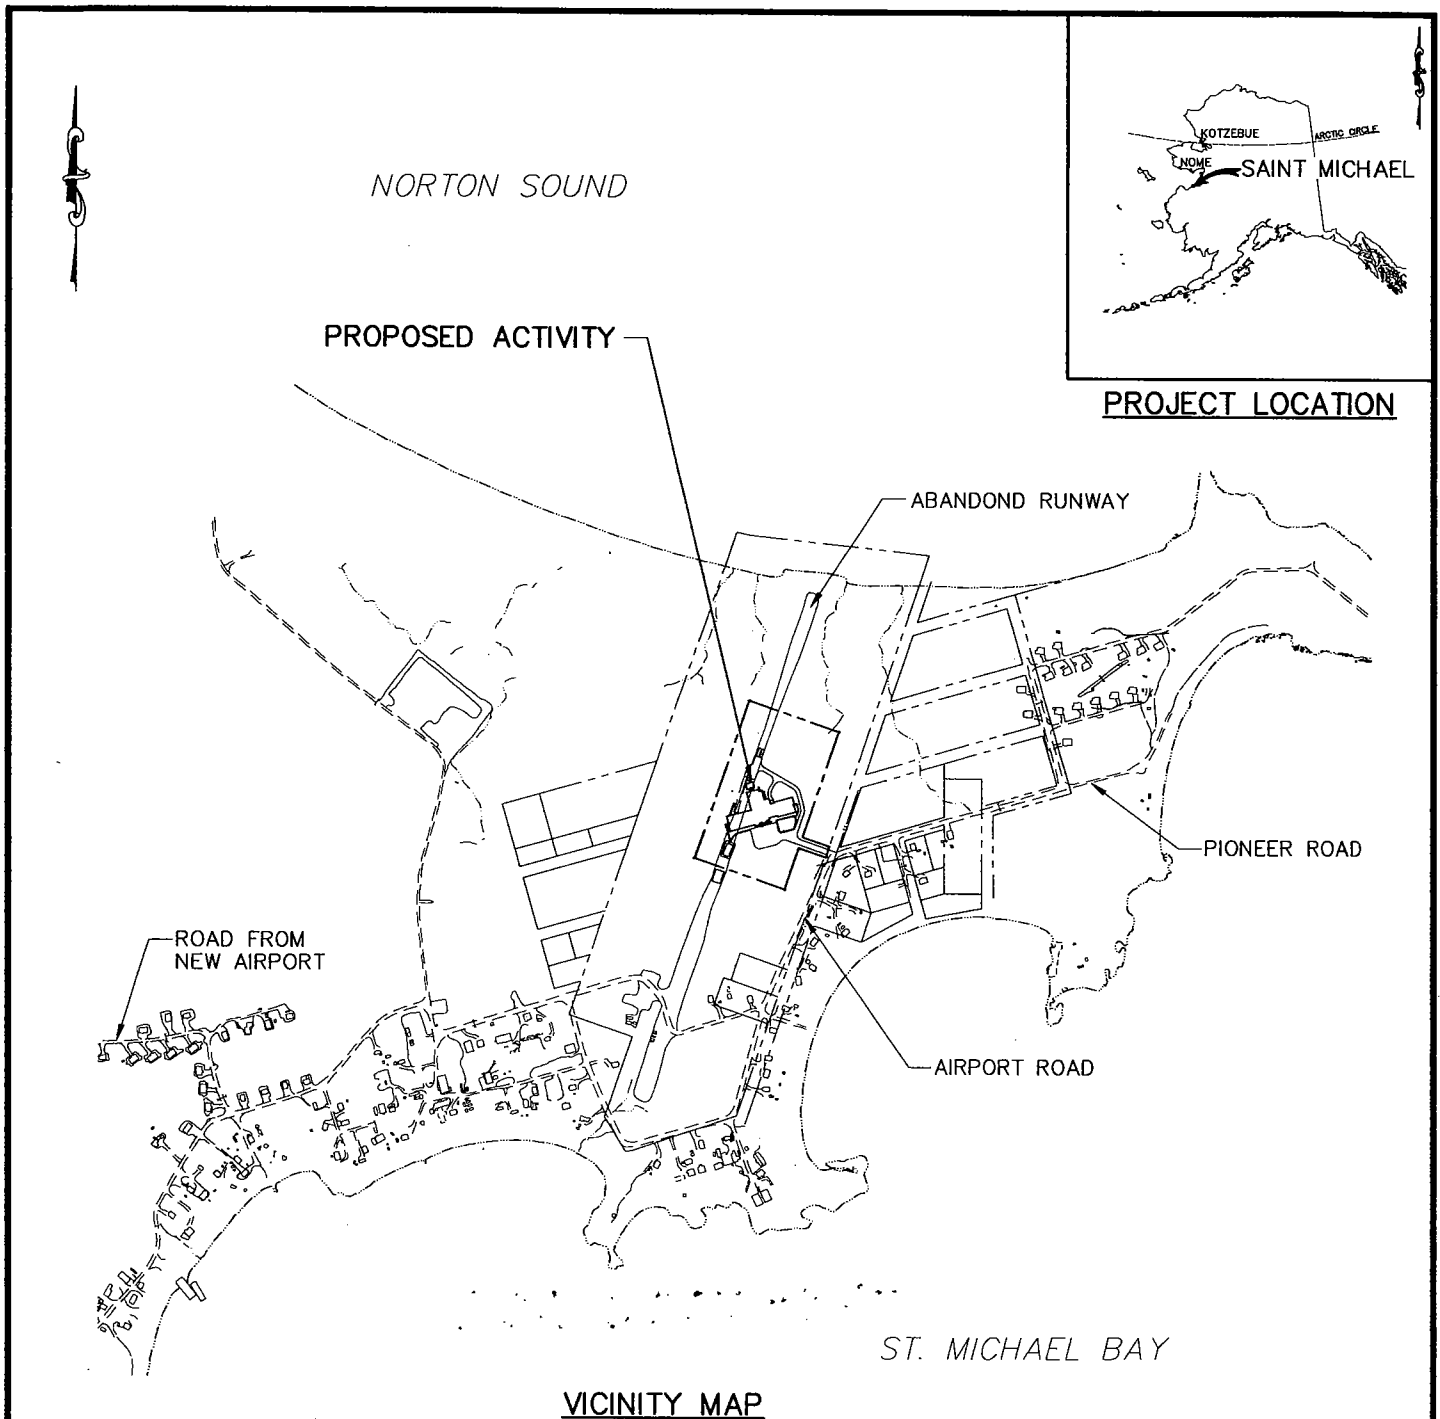 KOTZEBUE
ARCTIC CIRCLE
NOME
SAINT MICHAEL
NORTON SOUND
PROPOSED ACTIVITY
PROJECT LOCATION
ABANDOND RUNWAY
PIONEER ROAD
ROAD FROM
NEW AIRPORT
AIRPORT ROAD
ST. MICHAEL BAY
VICINITY MAP